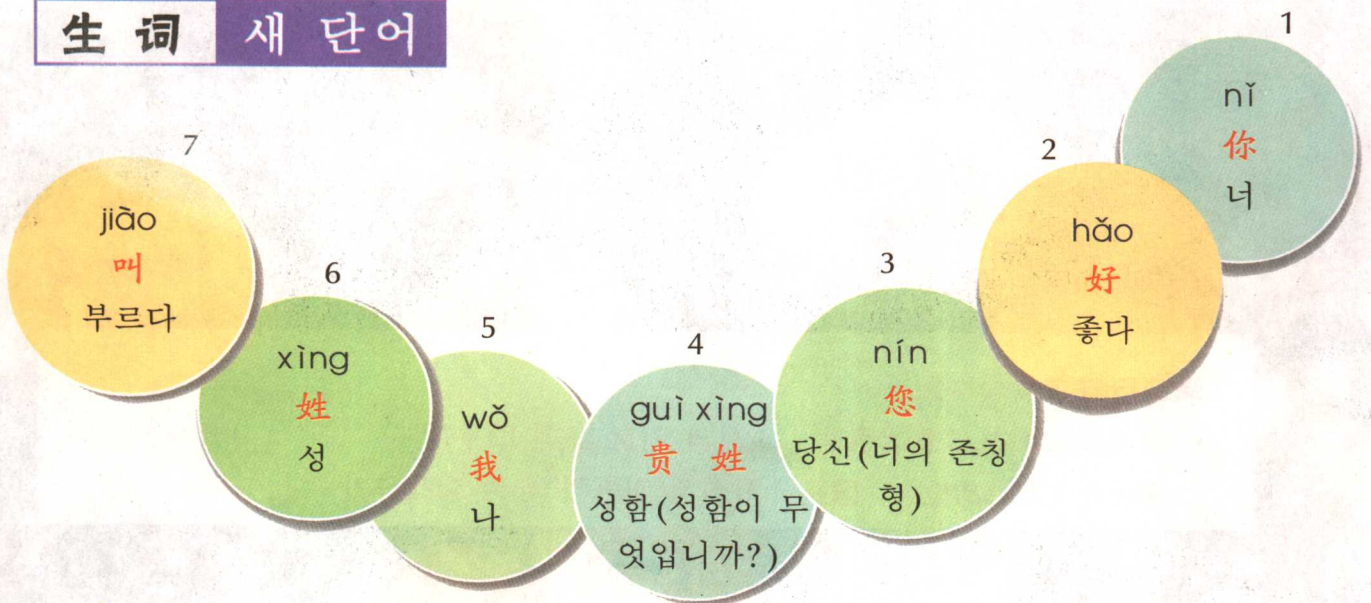 生 词 새 단어
1
nǐ
你
너
2
hǎo
好
좋다
3
nín
您
당신(너의 존칭
형)
4
guì xìng
贵 姓
성함(성함이 무
엇입니까?)
5
wǒ
我
나
6
xìng
姓
성
7
jiào
叫
부르다